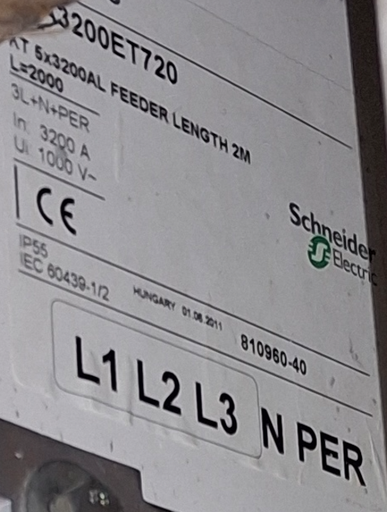 3200ET720
KT 5x3200AL FEEDER LENGTH 2M
L=2000
3L+N+PER
In: 3200 A
Ui: 1000 V~
CE
Schneider
Electric
IP55
IEC 60439-1/2
HUNGARY 01.06.2011
810960-40
L1 L2 L3 N PER